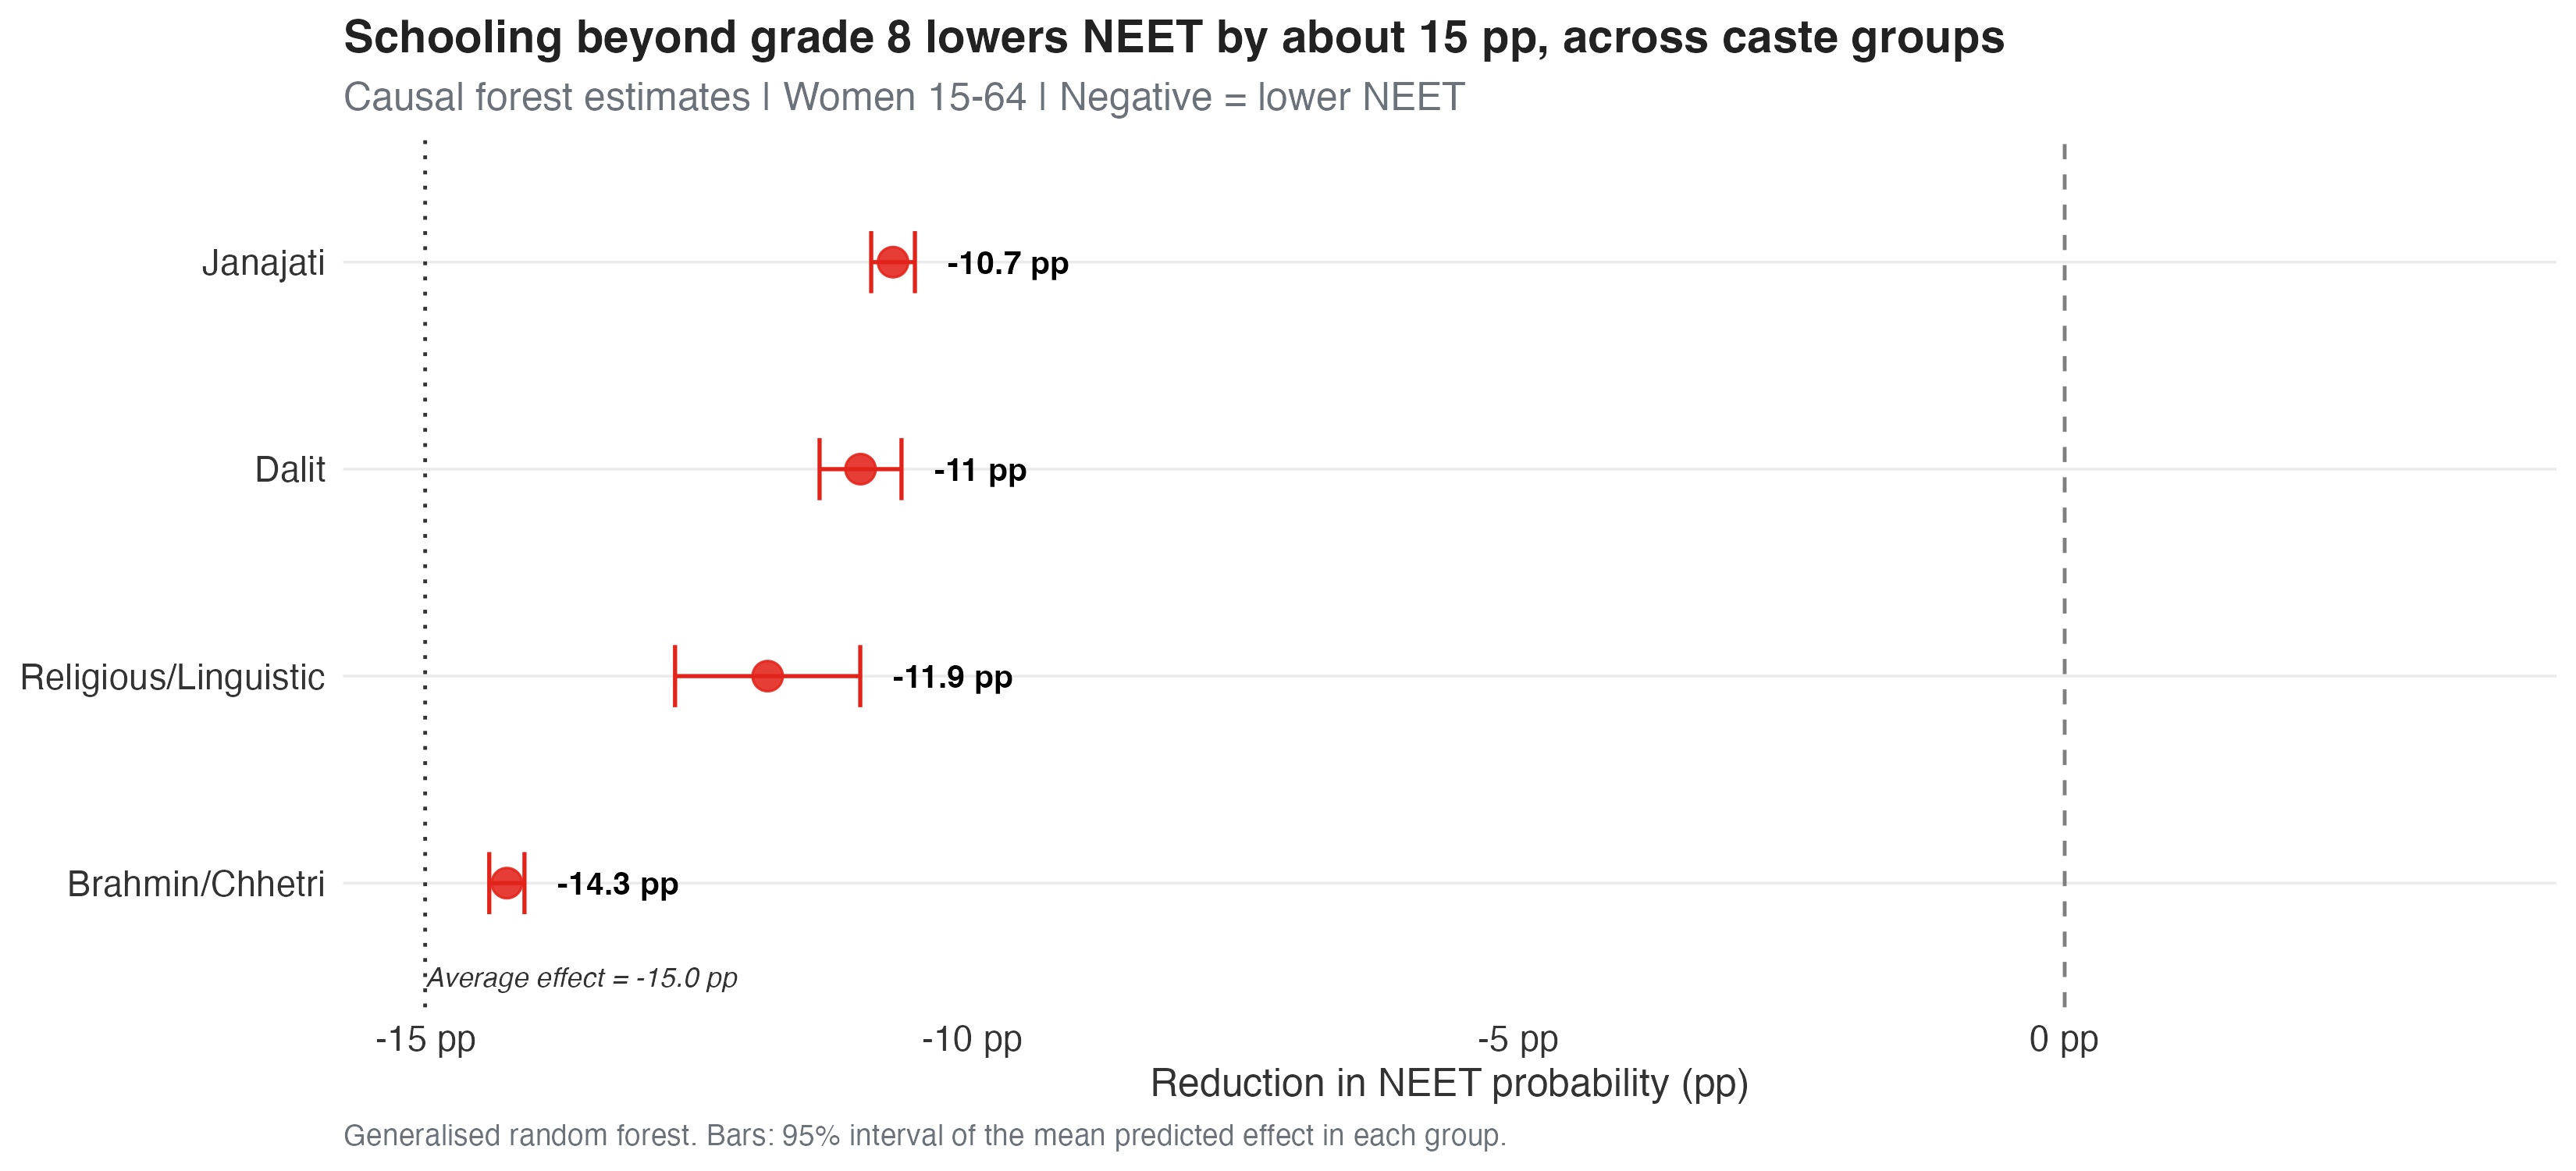 Schooling beyond grade 8 lowers NEET by about 15 pp, across caste groups
Causal forest estimates | Women 15-64 | Negative = lower NEET
Janajati
-10.7 pp
Dalit
-11 pp
Religious/Linguistic
-11.9 pp
Brahmin/Chhetri
-14.3 pp
Average effect = -15.0 pp
-15 pp
-10 pp
-5 pp
0 pp
Reduction in NEET probability (pp)
Generalised random forest. Bars: 95% interval of the mean predicted effect in each group.